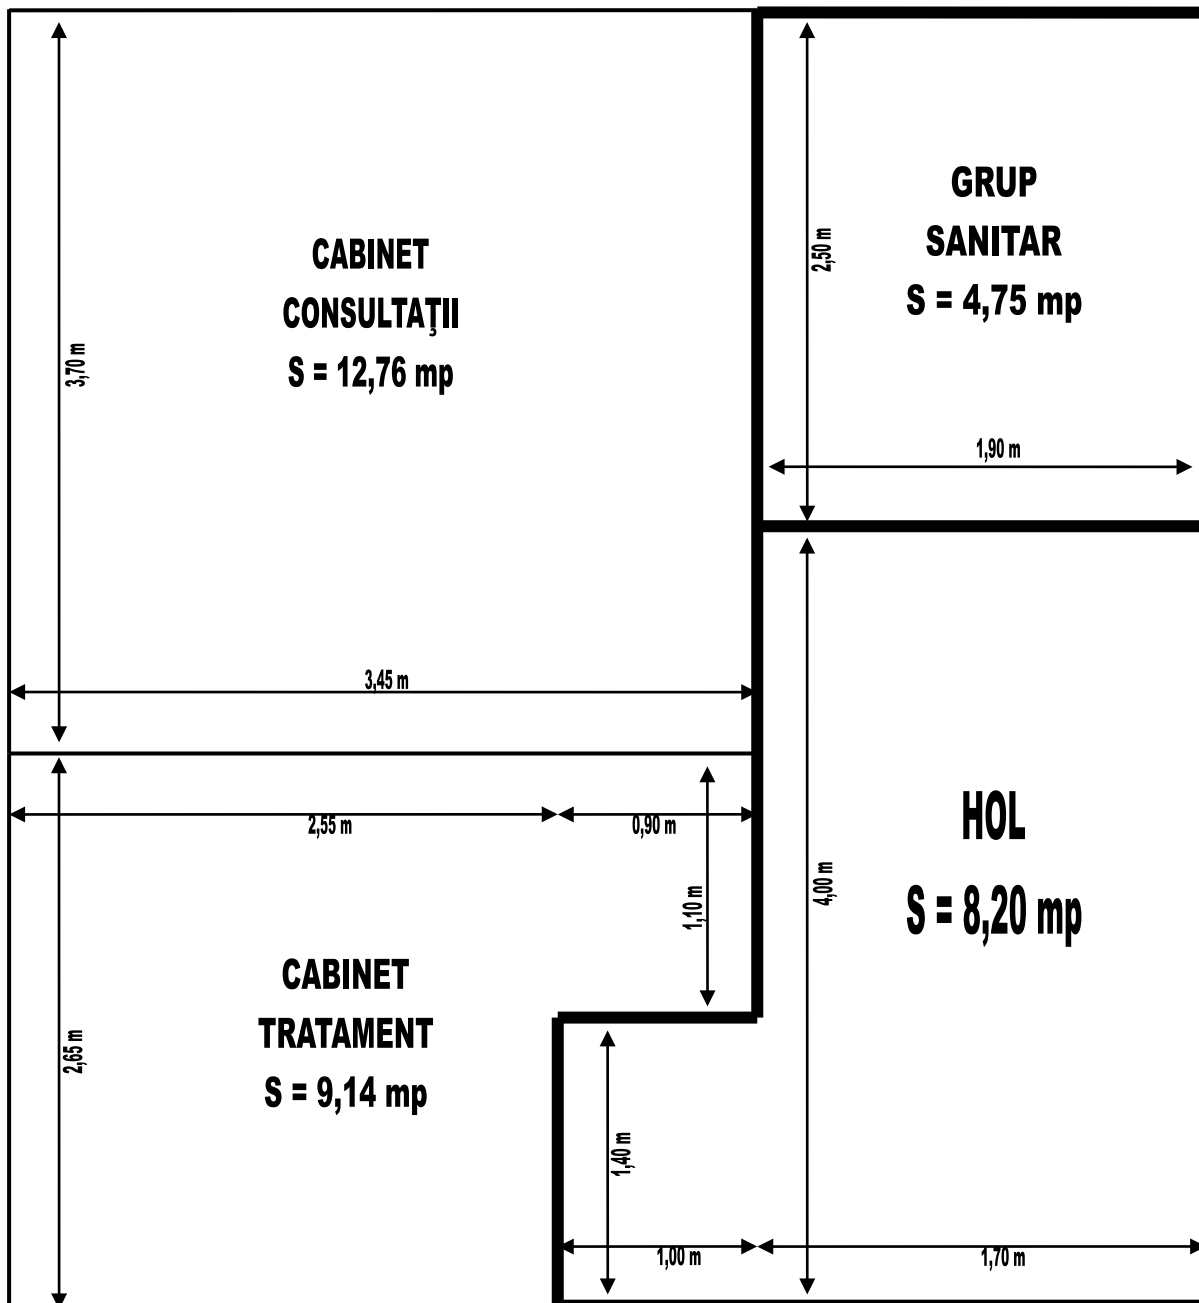 CABINET
CONSULTAŢII
S = 12,76 mp
3,70 m
3,45 m
GRUP
SANITAR
S = 4,75 mp
2,50 m
1,90 m
2,55 m
0,90 m
1,10 m
CABINET
TRATAMENT
S = 9,14 mp
2,65 m
HOL
S = 8,20 mp
4,00 m
1,40 m
1,00 m
1,70 m